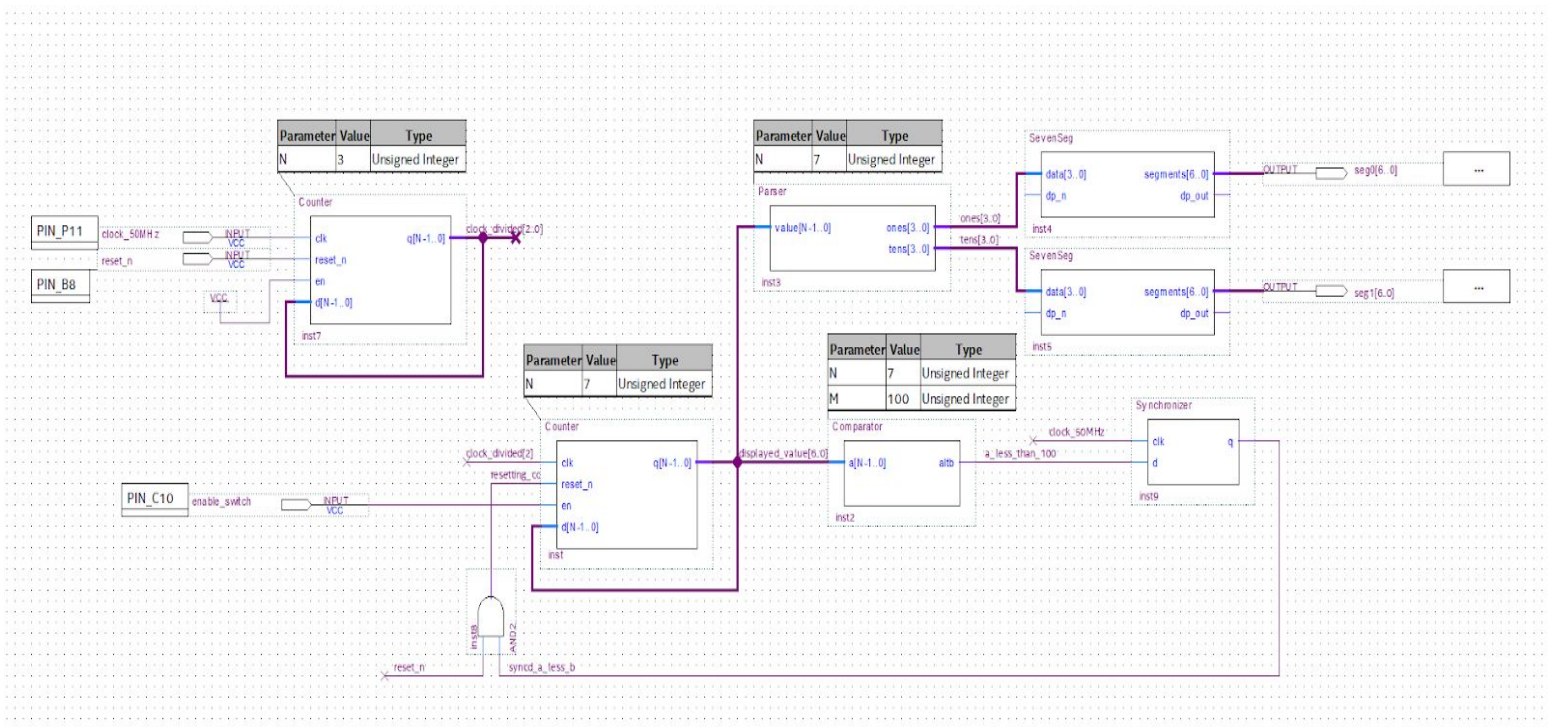 Parameter Value Type
N 3 Unsigned Integer
Counter
PIN_P11
clock_50MHz
INPUT
VCC
reset_n
INPUT
VCC
PIN_B8
VCC
clk
reset_n
en
d[N-1..0]
q[N-1..0]
inst7
clock_divided[2..0]
Parameter Value Type
N 7 Unsigned Integer
Parser
value[N-1..0]
ones[3..0]
tens[3..0]
inst3
ones[3..0]
tens[3..0]
SevenSeg
data[3..0]
segments[6..0]
dp_n
dp_out
inst4
OUTPUT
seg0[6..0]
...
SevenSeg
data[3..0]
segments[6..0]
dp_n
dp_out
inst5
OUTPUT
seg1[6..0]
...
Parameter Value Type
N 7 Unsigned Integer
Counter
clock_divided[2]
resetting_cc
PIN_C10
enable_switch
INPUT
VCC
clk
reset_n
en
d[N-1..0]
q[N-1..0]
inst
displayed_value[6..0]
Parameter Value Type
N 7 Unsigned Integer
M 100 Unsigned Integer
Comparator
a[N-1..0]
altb
inst2
a_less_than_100
clock_50MHz
Synchronizer
clk
d
q
inst9
inst8
AND2
reset_n
syncd_a_less_b